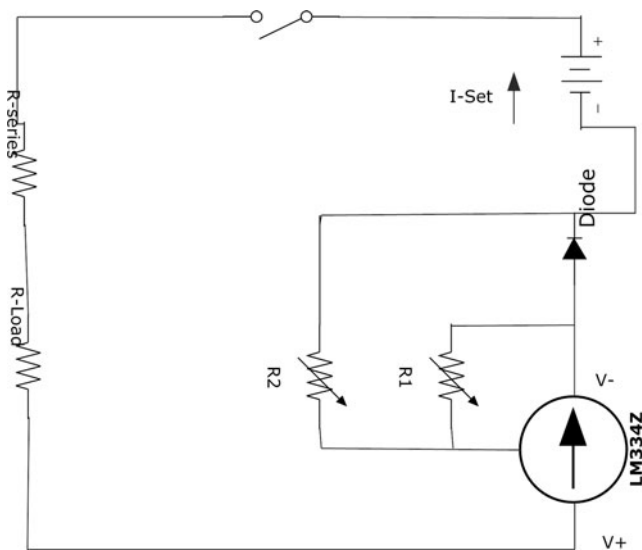 +
I-Set
−
R-series
Diode
R-Load
R2
R1
V-
LM334Z
V+